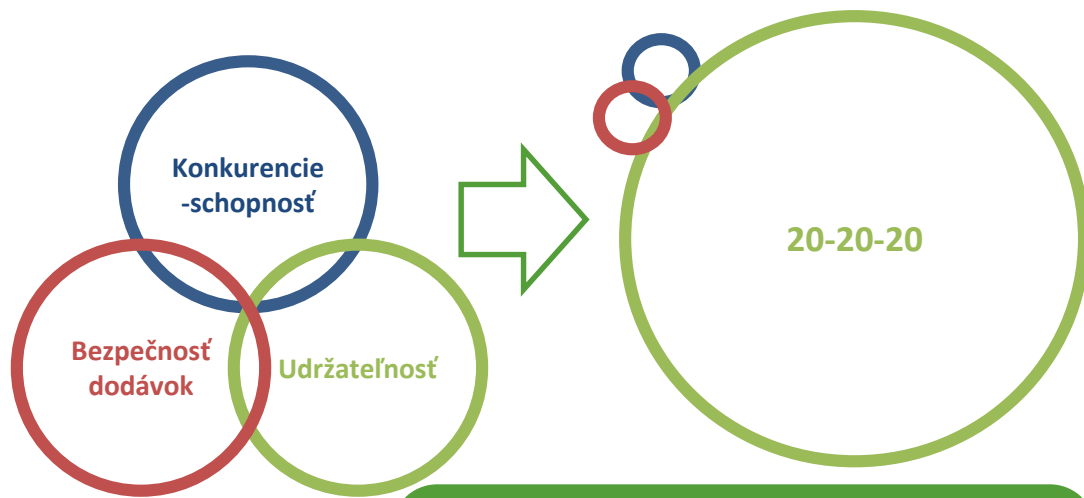 Konkurencie
-schopnosť
Bezpečnosť
dodávok
Udržateľnosť
20-20-20